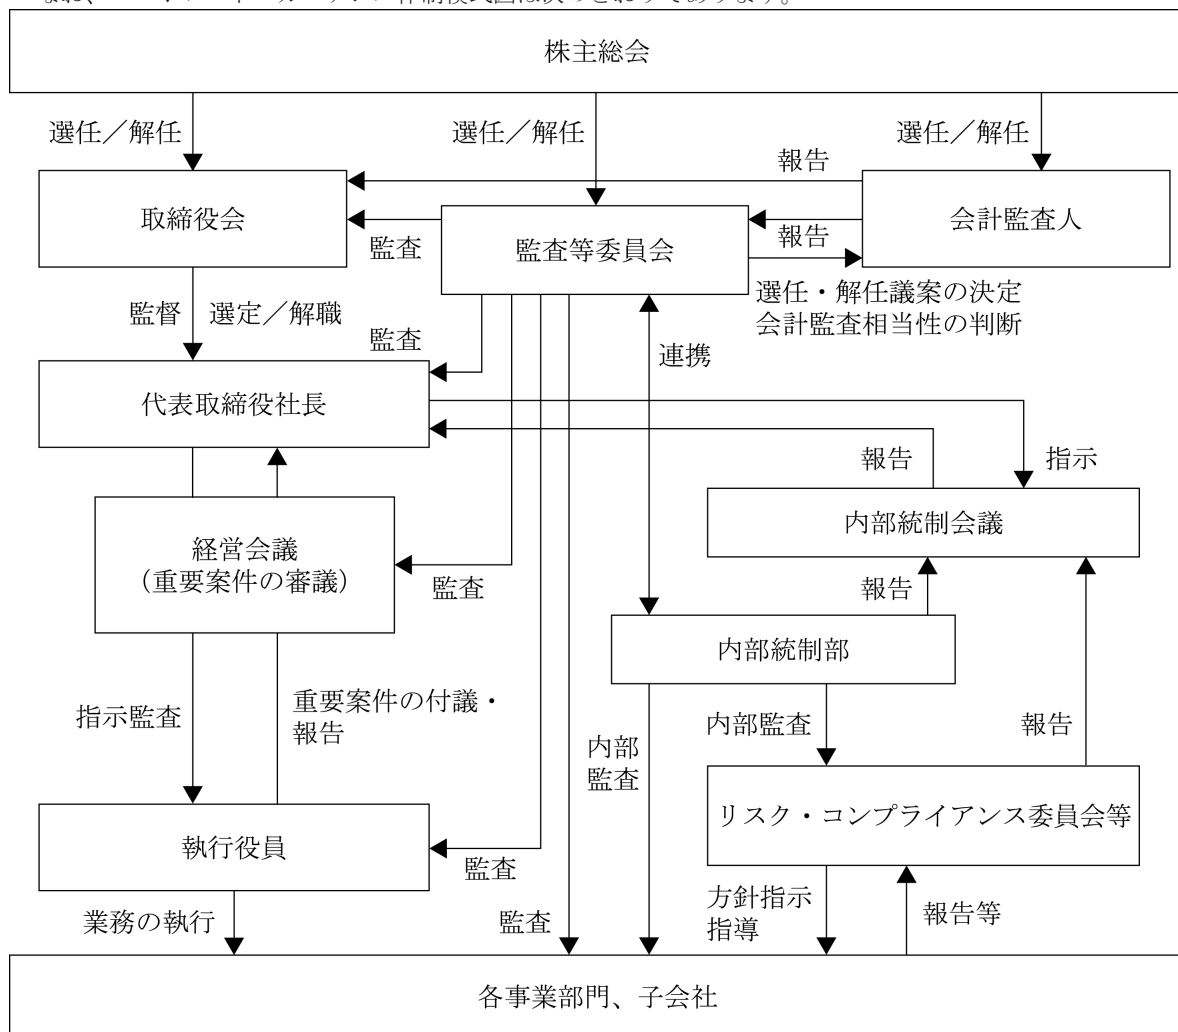 株主総会
選任／解任
選任／解任
選任／解任
報告
取締役会
会計監査人
監査
監査等委員会
報告
選任・解任議案の決定
会計監査相当性の判断
監督
選定／解職
監査
連携
代表取締役社長
報告
指示
内部統制会議
経営会議
（重要案件の審議）
監査
報告
内部統制部
指示監査
重要案件の付議・
報告
内部
監査
内部監査
報告
リスク・コンプライアンス委員会等
執行役員
監査
業務の執行
監査
方針指示
指導
報告等
各事業部門、子会社